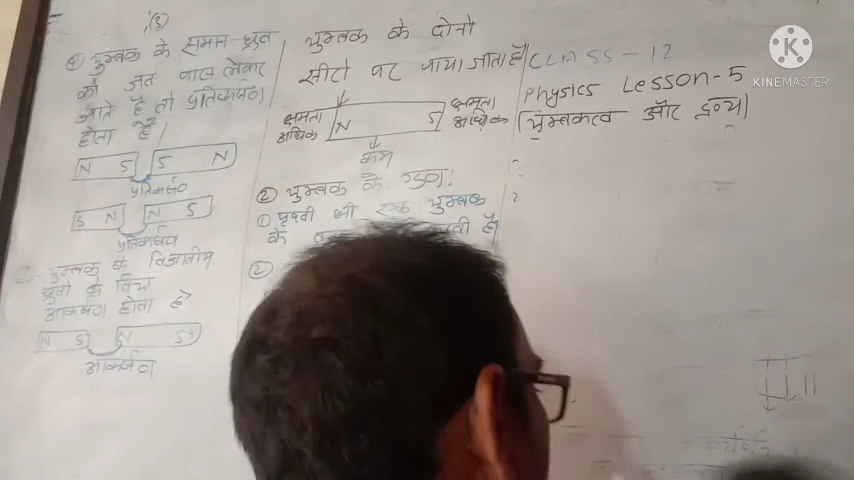 (3)
④ चुम्बक के समान ध्रुव
को जब पास लेकर
जाते है तो प्रतिकर्षण
होता है।
N S S N
प्रतिकर्षण
S N N S
प्रतिकर्षण
चुम्बक के विजातीय
ध्रुवों के बिच
आकर्षण होता है
N S N S
आकर्षण
चुम्बक के दोनो
सीरो पर पाया जाता है
क्षमता अधिक
N S
क्षमता अधिक
कम
② चुम्बक के गुण:
① पृथ्वी भी एक चुम्बक
के
है।
②
CLASS - 12
Physics Lesson-5
(चुम्बकत्व और द्रव्य)
KINEMASTER